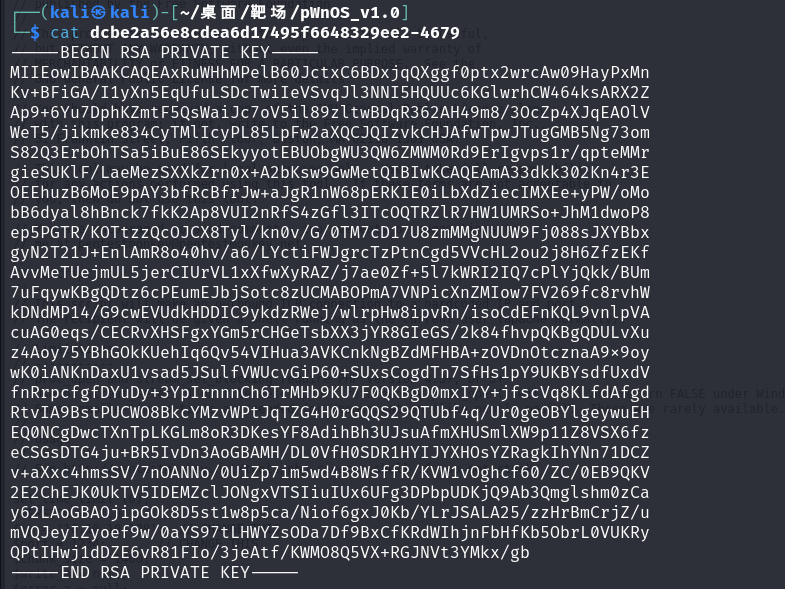 ┌──(kali㉿kali)-[~/桌面/靶场/pWnOS_v1.0]
└─$ cat dcbe2a56e8cdea6d17495f6648329ee2-4679
-----BEGIN RSA PRIVATE KEY-----
MIIEowIBAAKCAQEAxRuWHhMPelB60JctxC6BDxjqQXggf0ptx2wrcAw09HayPxMn
Kv+BFiGA/I1yXn5EqUfuLSDcTwiIeVSvqJl3NNI5HQUUc6KGlwrhCW464ksARX2Z
Ap9+6Yu7DphKZmtF5QsWaiJc7oV5il89zltwBDqR362AH49m8/3OcZp4XJqEAOlV
WeT5/jikmke834CyTMlIcyPL85LpFw2aXQCJQIzvkCHJAfwTpwJTugGMB5Ng73om
S82Q3ErbOhTSa5iBuE86SEkyyotEBUObgWU3QW6ZMWM0Rd9ErIgvps1r/qpteMMr
gieSUKlF/LaeMezSXXkZrn0x+A2bKsw9GwMetQIBIwKCAQEAmA33dkk302Kn4r3E
OEEhuzB6MoE9pAY3bfRcBfrJw+aJgR1nW68pERKIE0iLbXdZiecIMXEe+yPW/oMo
bB6dyal8hBnck7fkK2Ap8VUI2nRfS4zGfl3ITcOQTRZlR7HW1UMRSo+JhM1dwoP8
ep5PGTR/KOTtzzQcOJCX8Tyl/kn0v/G/0TM7cD17U8zmMMgNUUW9Fj088sJXYBbx
gyN2T21J+EnlAmR8o40hv/a6/LYctiFWJgrcTzPtnCgd5VVcHL2ou2j8H6ZfzEKf
AvvMeTUejmUL5jerCIUrVL1xXfwXyRAZ/j7ae0Zf+5l7kWRI2IQ7cPlYjQkk/BUm
7uFqywKBgQDtz6cPEumEJbjSotc8zUCMABOPmA7VNPicXnZMIow7FV269fc8rvhW
kDNdMP14/G9cwEVUdkHDDIC9ykdzRWej/wlrpHw8ipvRn/isoCdEFnKQL9vnlpVA
cuAG0eqs/CECRvXHSFgxYGm5rCHGeTsbXX3jYR8GIeGS/2k84fhvpQKBgQDULvXu
z4Aoy75YBhGOkKUehIq6Qv54VIHua3AVKCnkNgBZdMFHBA+zOVDnOtcznaA9×9oy
wK0iANKnDaxU1vsad5JSulfVWUcvGiP60+SUxsCogdTn7SfHs1pY9UKBYsdfUxdV
fnRrpcfgfDYuDy+3YpIrnnnCh6TrMHb9KU7F0QKBgD0mxI7Y+jfscVq8KLfdAfgd
RtvIA9BstPUCWO8BkcYMzvWPtJqTZG4H0rGQQS29QTUbf4q/Ur0geOBYlgeywuEH
EQ0NCgDwcTXnTpLKGLm8oR3DKesYF8AdihBh3UJsuAfmXHUSmlXW9p11Z8VSX6fz
eCSGsDTG4ju+BR5IvDn3AoGBAMH/DL0VfH0SDR1HYIJYXHOsYZRagkIhYNn71DCZ
v+aXxc4hmsSV/7nOANNo/0UiZp7im5wd4B8WsffR/KVW1vOghcf60/ZC/0EB9QKV
2E2ChEJK0UkTV5IDEMZclJONgxVTSIiuIUx6UFg3DPbpUDKjQ9Ab3Qmglshm0zCa
y62LAoGBAOjipGOk8D5st1w8p5ca/Niof6gxJ0Kb/YLrJSALA25/zzHrBmCrjZ/u
mVQJeyIZyoef9w/0aYS97tLHWYZsODa7Df9BxCfKRdWIhjnFbHfKb5ObrL0VUKRy
QPtIHwj1dDZE6vR81FIo/3jeAtf/KWMO8Q5VX+RGJNVt3YMkx/gb
-----END RSA PRIVATE KEY-----